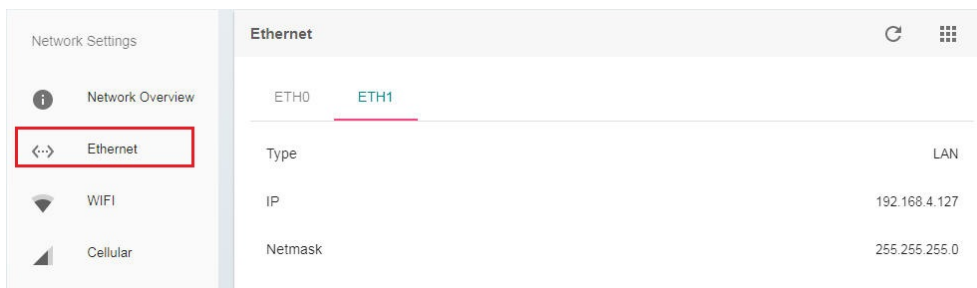 Network Settings
Network Overview
Ethernet
WIFI
Cellular
Ethernet
ETH0 ETH1
Type LAN
IP 192.168.4.127
Netmask 255.255.255.0